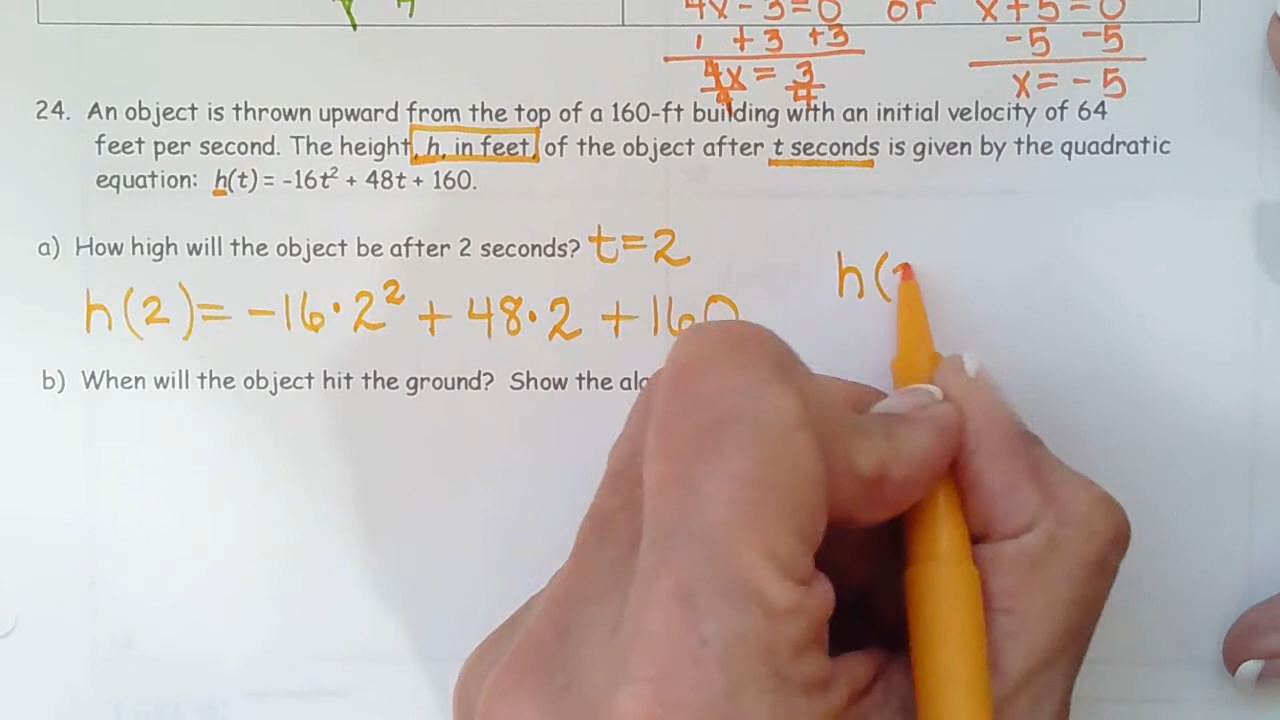 4x - 3 = 0 or x + 5 = 0
+3 +3 -5 -5
4x = 3 x = -5
4 4
24. An object is thrown upward from the top of a 160-ft building with an initial velocity of 64
feet per second. The height, h, in feet, of the object after t seconds is given by the quadratic
equation: h(t) = -16t² + 48t + 160.
a) How high will the object be after 2 seconds? t=2
h(
h(2) = -16·2² + 48·2 + 160
b) When will the object hit the ground? Show the